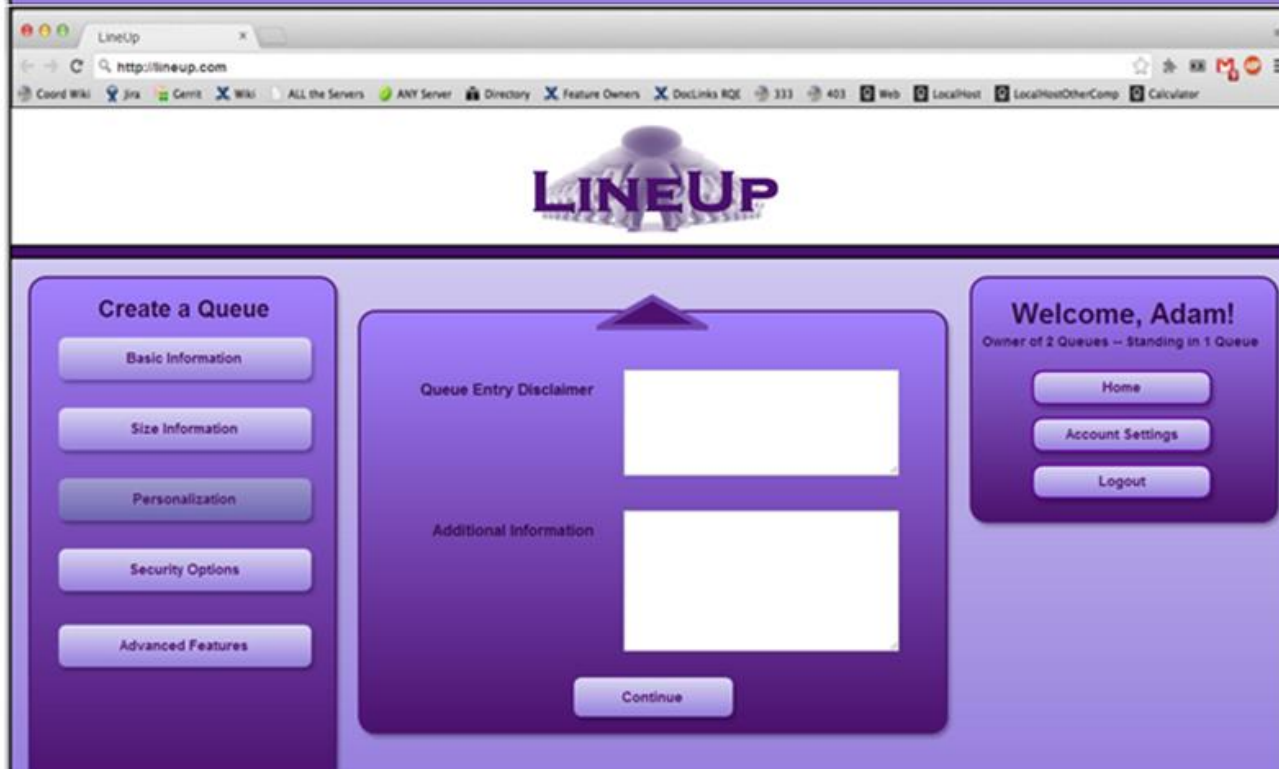 LineUp
http://lineup.com
Coord Wiki Jira Gerrit Wiki ALL the Servers ANY Server Directory Feature Owners DocLinks RQE 333 403 Web LocalHost LocalHostOtherComp Calculator
LINEUP
Create a Queue
Basic Information
Size Information
Personalization
Security Options
Advanced Features
Queue Entry Disclaimer
Additional Information
Continue
Welcome, Adam!
Owner of 2 Queues -- Standing in 1 Queue
Home
Account Settings
Logout